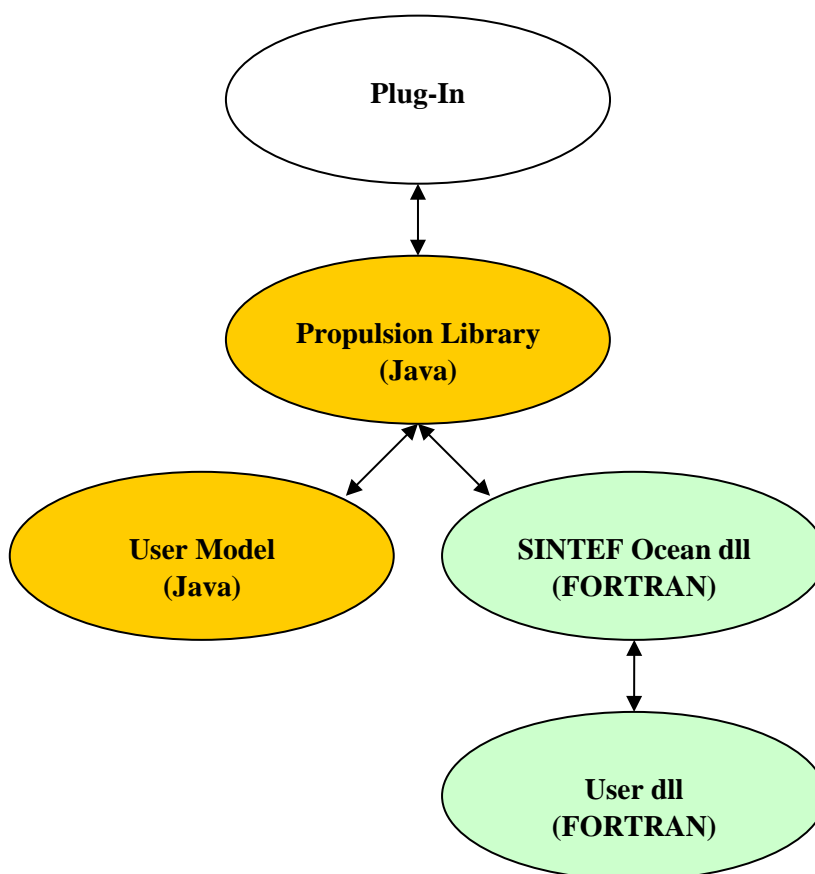 Plug-In
Propulsion Library
(Java)
User Model
(Java)
SINTEF Ocean dll
(FORTRAN)
User dll
(FORTRAN)